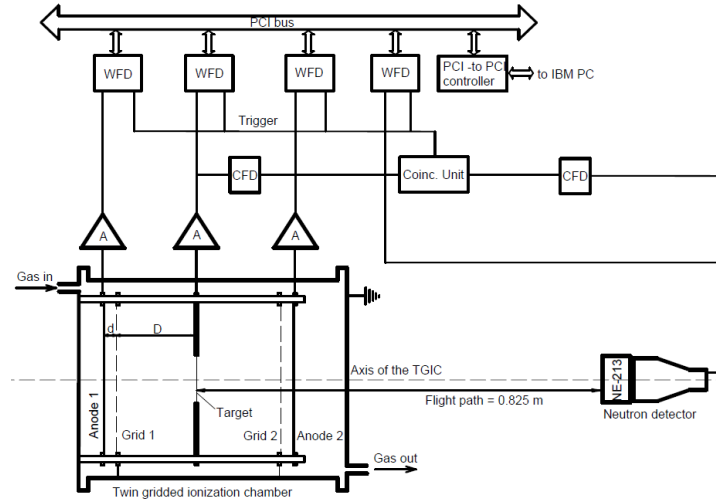 PCI bus
WFD
WFD
WFD
WFD
PCI -to PCI
controller
to IBM PC
Trigger
CFD
Coinc. Unit
CFD
A
A
A
Gas in
d
D
Axis of the TGIC
Flight path = 0.825 m
NE-213
Neutron detector
Target
Anode 1
Grid 1
Grid 2
Anode 2
Gas out
Twin gridded ionization chamber